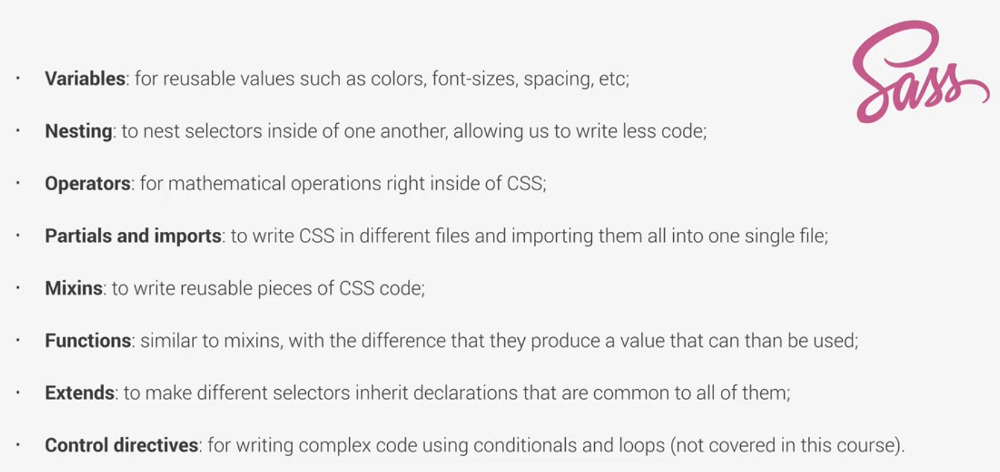 Sass
· Variables: for reusable values such as colors, font-sizes, spacing, etc;
· Nesting: to nest selectors inside of one another, allowing us to write less code;
· Operators: for mathematical operations right inside of CSS;
· Partials and imports: to write CSS in different files and importing them all into one single file;
· Mixins: to write reusable pieces of CSS code;
· Functions: similar to mixins, with the difference that they produce a value that can than be used;
· Extends: to make different selectors inherit declarations that are common to all of them;
· Control directives: for writing complex code using conditionals and loops (not covered in this course).